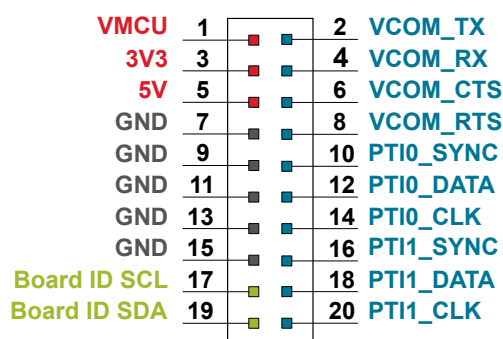 VMCU 1 2 VCOM_TX
3V3 3 4 VCOM_RX
5V 5 6 VCOM_CTS
GND 7 8 VCOM_RTS
GND 9 10 PTI0_SYNC
GND 11 12 PTI0_DATA
GND 13 14 PTI0_CLK
GND 15 16 PTI1_SYNC
Board ID SCL 17 18 PTI1_DATA
Board ID SDA 19 20 PTI1_CLK